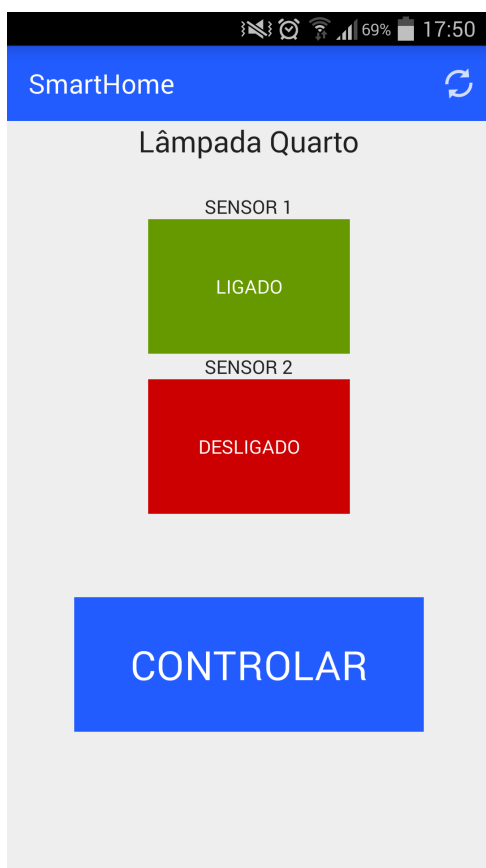 69% 17:50
SmartHome
Lâmpada Quarto
SENSOR 1
LIGADO
SENSOR 2
DESLIGADO
CONTROLAR